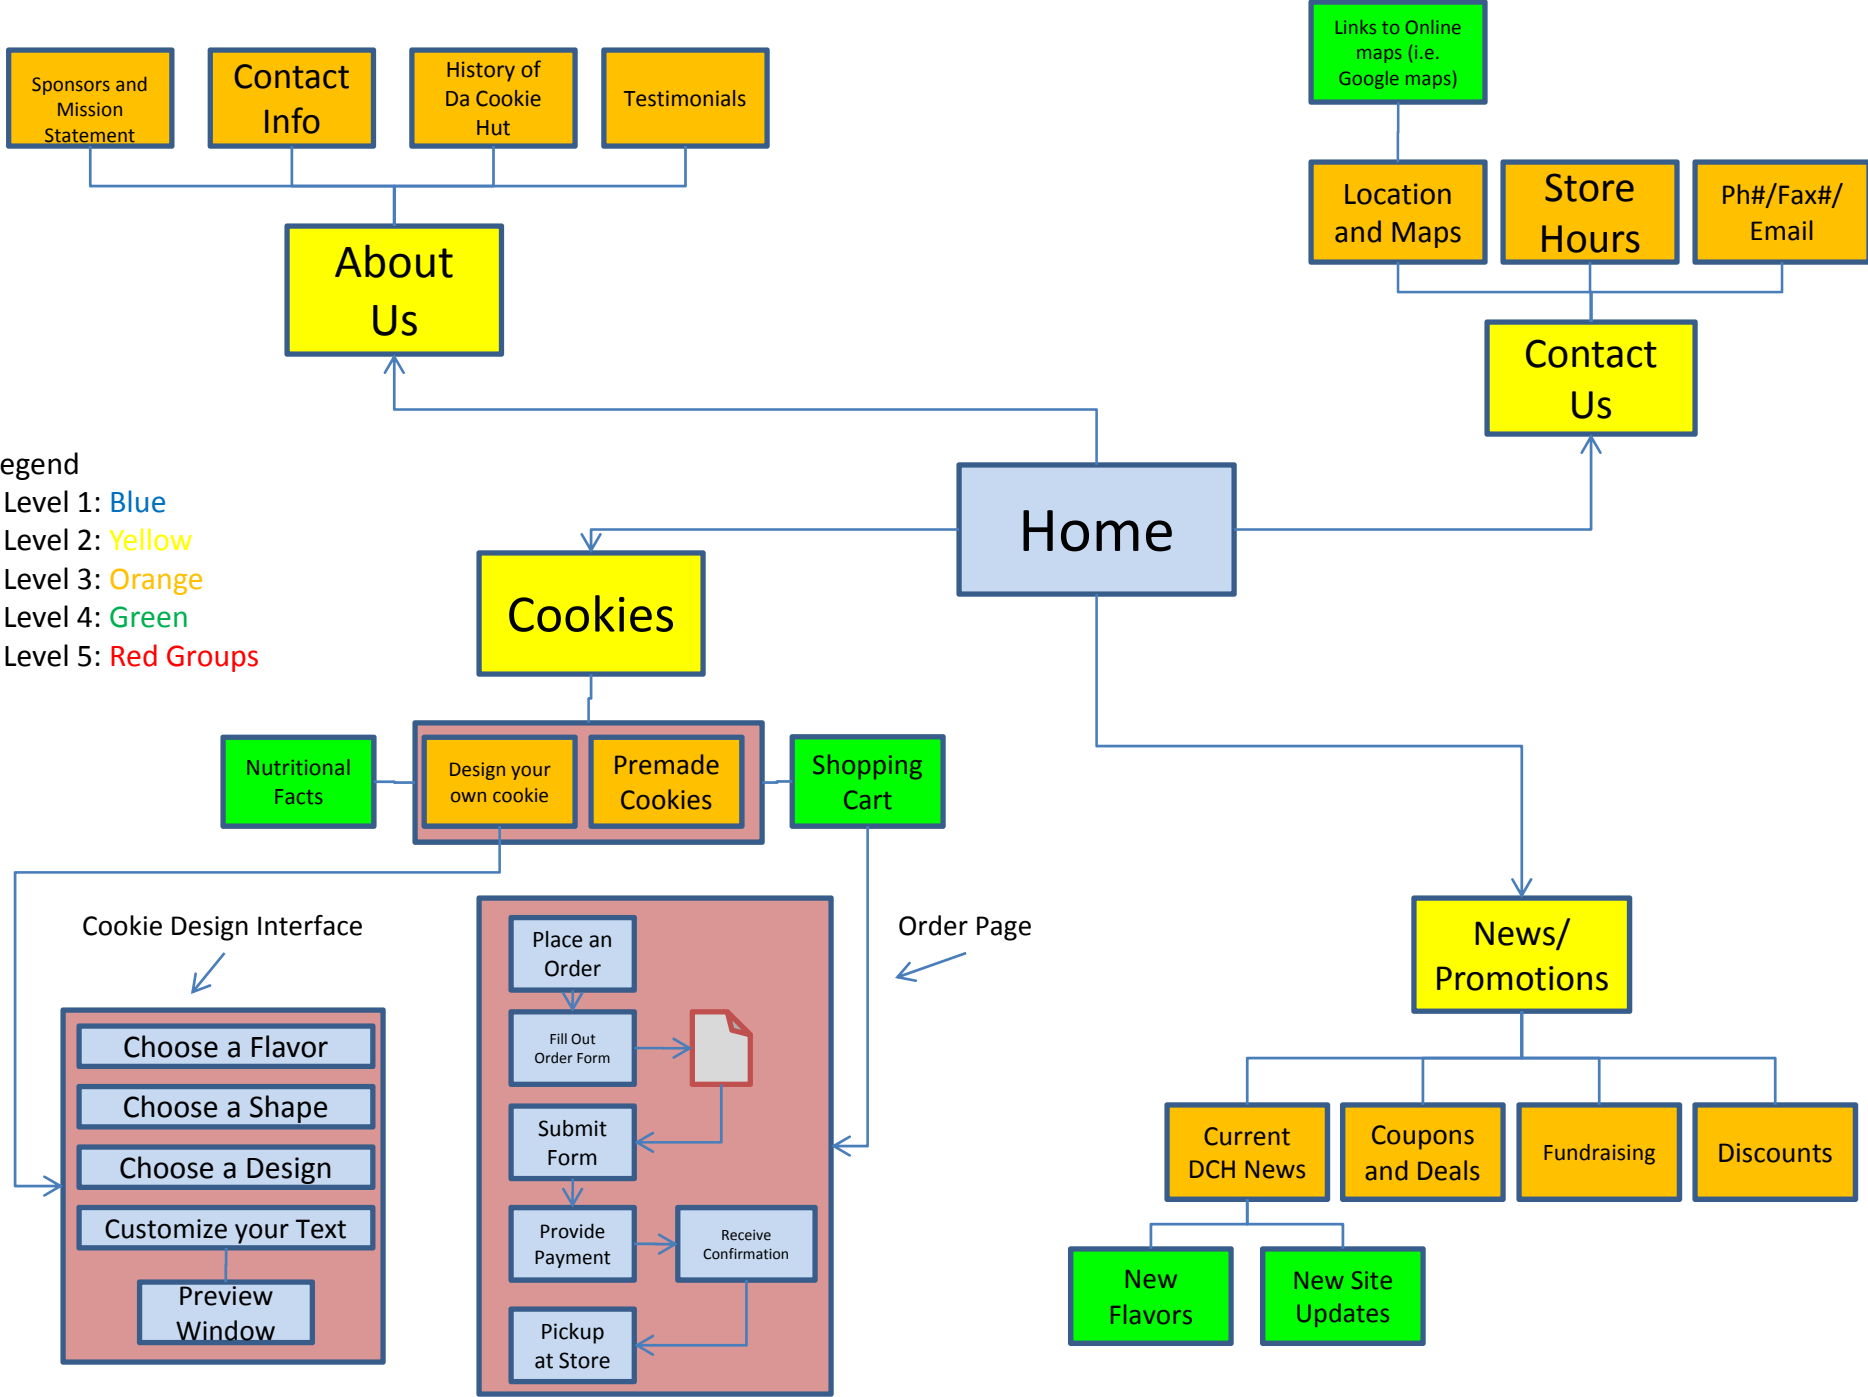 Links to Online
maps (i.e.
Google maps)
Sponsors and
Mission
Statement
Contact
Info
History of
Da Cookie
Hut
Testimonials
Location
and Maps
Store
Hours
Ph#/Fax#/
Email
About
Us
Contact
Us
egend
Level 1: Blue
Level 2: Yellow
Level 3: Orange
Level 4: Green
Level 5: Red Groups
Home
Cookies
Nutritional
Facts
Design your
own cookie
Premade
Cookies
Shopping
Cart
Cookie Design Interface
Choose a Flavor
Choose a Shape
Choose a Design
Customize your Text
Preview
Window
Order Page
Place an
Order
Fill Out
Order Form
Submit
Form
Provide
Payment
Receive
Confirmation
Pickup
at Store
News/
Promotions
Current
DCH News
Coupons
and Deals
Fundraising
Discounts
New
Flavors
New Site
Updates